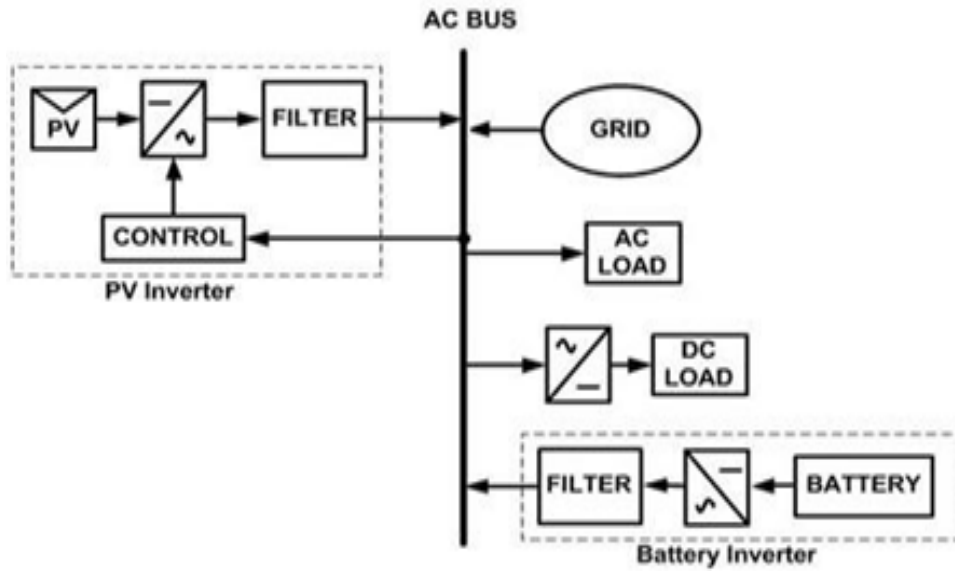 AC BUS
PV
FILTER
GRID
CONTROL
PV Inverter
AC
LOAD
DC
LOAD
FILTER
BATTERY
Battery Inverter